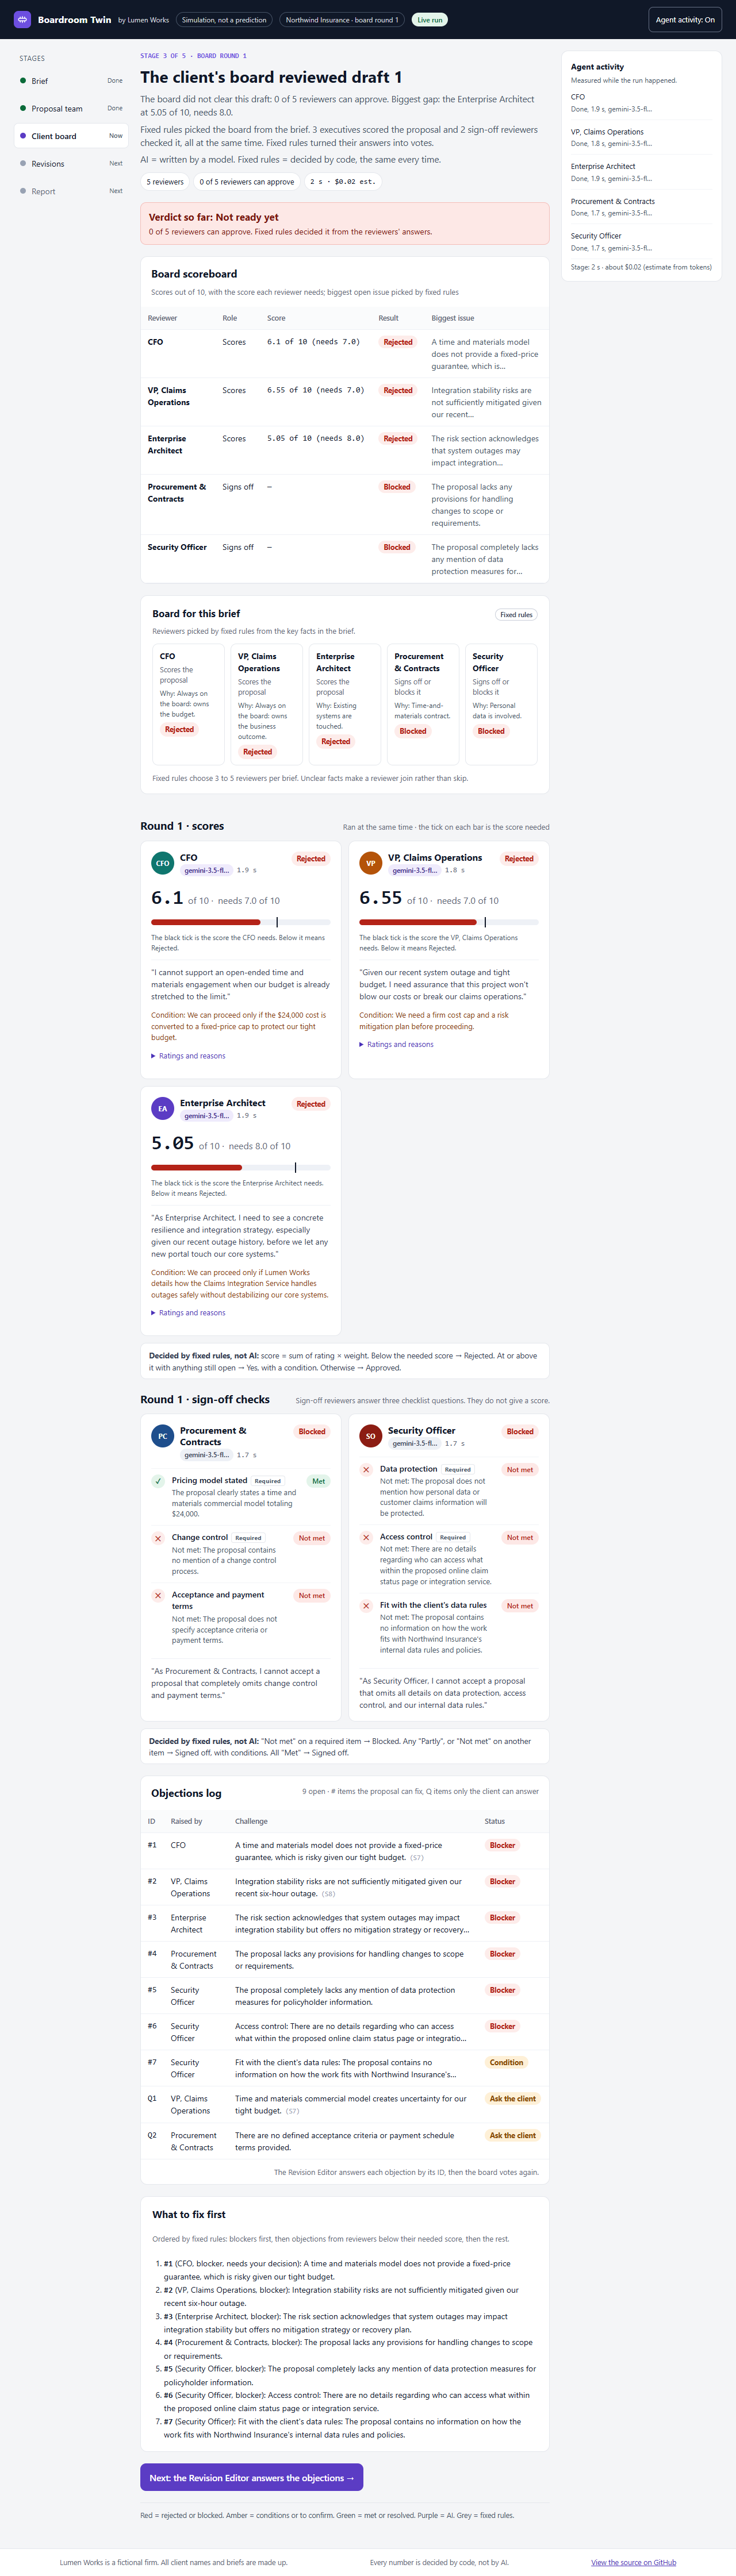 Boardroom Twin by Lumen Works Simulation, not a prediction Northwind Insurance · board round 1 Live run Agent activity: On
STAGES
Brief Done
Proposal team Done
Client board Now
Revisions Next
Report Next
STAGE 3 OF 5 · BOARD ROUND 1
The client's board reviewed draft 1
The board did not clear this draft: 0 of 5 reviewers can approve. Biggest gap: the Enterprise Architect
at 5.05 of 10, needs 8.0.
Fixed rules picked the board from the brief. 3 executives scored the proposal and 2 sign-off reviewers
checked it, all at the same time. Fixed rules turned their answers into votes.
AI = written by a model. Fixed rules = decided by code, the same every time.
5 reviewers 0 of 5 reviewers can approve 2 s · $0.02 est.
Verdict so far: Not ready yet
0 of 5 reviewers can approve. Fixed rules decided it from the reviewers' answers.
Board scoreboard
Scores out of 10, with the score each reviewer needs; biggest open issue picked by fixed rules
Reviewer Role Score Result Biggest issue
CFO Scores 6.1 of 10 (needs 7.0) Rejected A time and materials model
does not provide a fixed-price
guarantee, which is...
VP, Claims Scores 6.55 of 10 (needs 7.0) Rejected Integration stability risks are
Operations not sufficiently mitigated given
our recent...
Enterprise Scores 5.05 of 10 (needs 8.0) Rejected The risk section acknowledges
Architect that system outages may
impact integration...
Procurement & Signs off – Blocked The proposal lacks any
Contracts provisions for handling
changes to scope or
requirements.
Security Officer Signs off – Blocked The proposal completely lacks
any mention of data
protection measures for...
Board for this brief Fixed rules
Reviewers picked by fixed rules from the key facts in the brief.
CFO
Scores the
proposal
Why: Always on
the board: owns
the budget.
Rejected
VP, Claims
Operations
Scores the
proposal
Why: Always on
the board: owns
the business
outcome.
Rejected
Enterprise
Architect
Scores the
proposal
Why: Existing
systems are
touched.
Rejected
Procurement
& Contracts
Signs off or
blocks it
Why: Time-and-
materials contract.
Blocked
Security
Officer
Signs off or
blocks it
Why: Personal
data is involved.
Blocked
Fixed rules choose 3 to 5 reviewers per brief. Unclear facts make a reviewer join rather than skip.
Round 1 · scores Ran at the same time · the tick on each bar is the score needed
CFO CFO Rejected
gemini-3.5-fl... 1.9 s
6.1 of 10 · needs 7.0 of 10
The black tick is the score the CFO needs. Below it means
Rejected.
"I cannot support an open-ended time and
materials engagement when our budget is already
stretched to the limit."
Condition: We can proceed only if the $24,000 cost is
converted to a fixed-price cap to protect our tight
budget.
▶ Ratings and reasons
VP VP, Claims Operations Rejected
gemini-3.5-fl... 1.8 s
6.55 of 10 · needs 7.0 of 10
The black tick is the score the VP, Claims Operations
needs. Below it means Rejected.
"Given our recent system outage and tight
budget, I need assurance that this project won't
blow our costs or break our claims operations."
Condition: We need a firm cost cap and a risk
mitigation plan before proceeding.
▶ Ratings and reasons
EA Enterprise Architect Rejected
gemini-3.5-fl... 1.9 s
5.05 of 10 · needs 8.0 of 10
The black tick is the score the Enterprise Architect needs.
Below it means Rejected.
"As Enterprise Architect, I need to see a concrete
resilience and integration strategy, especially
given our recent outage history, before we let any
new portal touch our core systems."
Condition: We can proceed only if Lumen Works
details how the Claims Integration Service handles
outages safely without destabilizing our core systems.
▶ Ratings and reasons
Decided by fixed rules, not AI: score = sum of rating × weight. Below the needed score → Rejected. At or above
it with anything still open → Yes, with a condition. Otherwise → Approved.
Round 1 · sign-off checks Sign-off reviewers answer three checklist questions. They do not give a score.
PC Procurement & Blocked
Contracts
gemini-3.5-fl... 1.7 s
✓ Pricing model stated Required Met
The proposal clearly states a time and
materials commercial model totaling
$24,000.
✕ Change control Required Not met
Not met: The proposal contains
no mention of a change control
process.
✕ Acceptance and payment Not met
terms
Not met: The proposal does not
specify acceptance criteria or
payment terms.
"As Procurement & Contracts, I cannot accept a
proposal that completely omits change control
and payment terms."
SO Security Officer Blocked
gemini-3.5-fl... 1.7 s
✕ Data protection Required Not met
Not met: The proposal does not
mention how personal data or
customer claims information will
be protected.
✕ Access control Required Not met
Not met: There are no details
regarding who can access what
within the proposed online claim
status page or integration service.
✕ Fit with the client's data rules Not met
Not met: The proposal contains
no information on how the work
fits with Northwind Insurance's
internal data rules and policies.
"As Security Officer, I cannot accept a proposal
that omits all details on data protection, access
control, and our internal data rules."
Decided by fixed rules, not AI: "Not met" on a required item → Blocked. Any "Partly", or "Not met" on another
item → Signed off, with conditions. All "Met" → Signed off.
Objections log 9 open · # items the proposal can fix, Q items only the client can answer
ID Raised by Challenge Status
#1 CFO A time and materials model does not provide a fixed-price Blocker
guarantee, which is risky given our tight budget. (S7)
#2 VP, Claims Integration stability risks are not sufficiently mitigated given our Blocker
Operations recent six-hour outage. (S8)
#3 Enterprise The risk section acknowledges that system outages may impact Blocker
Architect integration stability but offers no mitigation strategy or recovery...
#4 Procurement The proposal lacks any provisions for handling changes to scope Blocker
& Contracts or requirements.
#5 Security The proposal completely lacks any mention of data protection Blocker
Officer measures for policyholder information.
#6 Security Access control: There are no details regarding who can access Blocker
Officer what within the proposed online claim status page or integratio...
#7 Security Fit with the client's data rules: The proposal contains no Condition
Officer information on how the work fits with Northwind Insurance's...
Q1 VP, Claims Time and materials commercial model creates uncertainty for our Ask the client
Operations tight budget. (S7)
Q2 Procurement There are no defined acceptance criteria or payment schedule Ask the client
& Contracts terms provided.
The Revision Editor answers each objection by its ID, then the board votes again.
What to fix first
Ordered by fixed rules: blockers first, then objections from reviewers below their needed score, then the rest.
1. #1 (CFO, blocker, needs your decision): A time and materials model does not provide a fixed-price
guarantee, which is risky given our tight budget.
2. #2 (VP, Claims Operations, blocker): Integration stability risks are not sufficiently mitigated given our
recent six-hour outage.
3. #3 (Enterprise Architect, blocker): The risk section acknowledges that system outages may impact
integration stability but offers no mitigation strategy or recovery plan.
4. #4 (Procurement & Contracts, blocker): The proposal lacks any provisions for handling changes to scope
or requirements.
5. #5 (Security Officer, blocker): The proposal completely lacks any mention of data protection measures for
policyholder information.
6. #6 (Security Officer, blocker): Access control: There are no details regarding who can access what within
the proposed online claim status page or integration service.
7. #7 (Security Officer): Fit with the client's data rules: The proposal contains no information on how the
work fits with Northwind Insurance's internal data rules and policies.
Next: the Revision Editor answers the objections →
Red = rejected or blocked. Amber = conditions or to confirm. Green = met or resolved. Purple = AI. Grey = fixed rules.
Agent activity
Measured while the run happened.
CFO
Done, 1.9 s, gemini-3.5-fl...
VP, Claims Operations
Done, 1.8 s, gemini-3.5-fl...
Enterprise Architect
Done, 1.9 s, gemini-3.5-fl...
Procurement & Contracts
Done, 1.7 s, gemini-3.5-fl...
Security Officer
Done, 1.7 s, gemini-3.5-fl...
Stage: 2 s · about $0.02 (estimate from tokens)
Lumen Works is a fictional firm. All client names and briefs are made up. Every number is decided by code, not by AI. View the source on GitHub